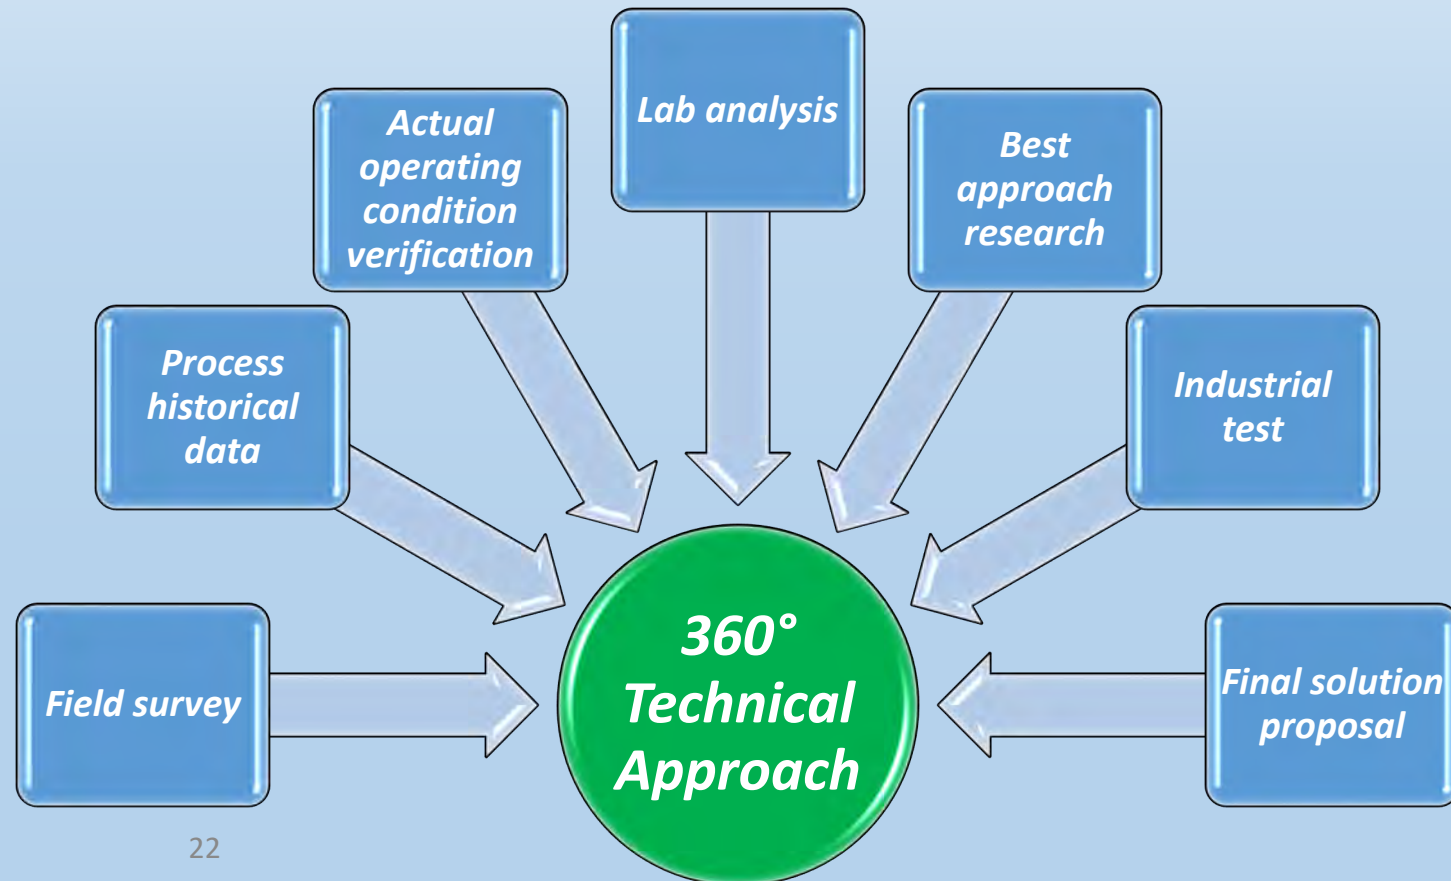 Lab analysis
Actual
operating
condition
verification
Best
approach
research
Process
historical
data
Industrial
test
Field survey
360°
Technical
Approach
Final solution
proposal
22